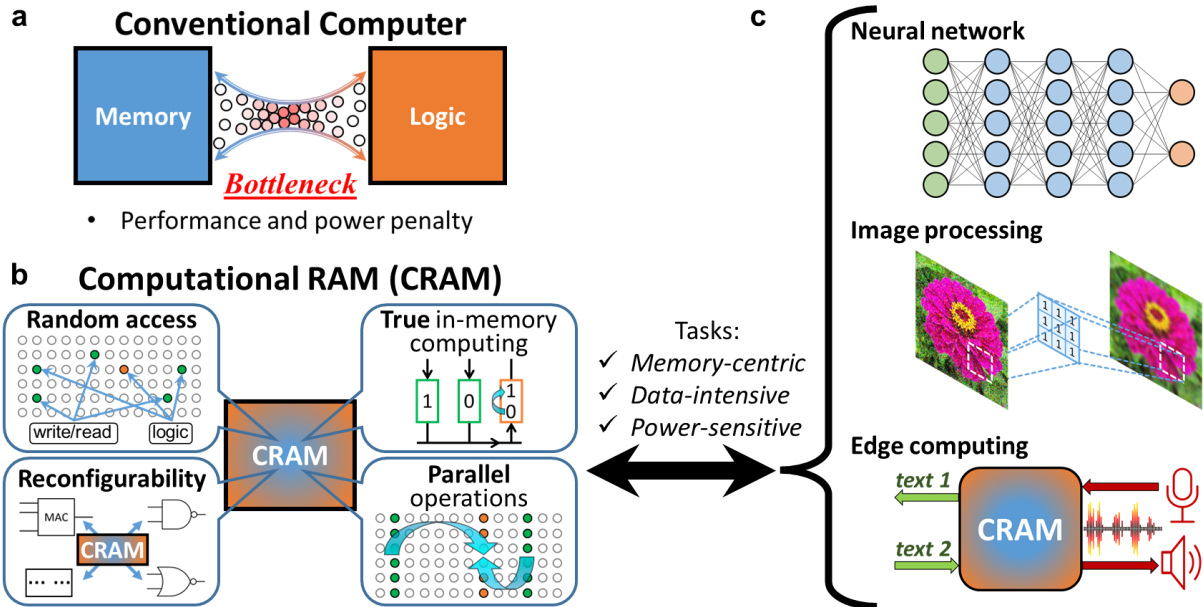 a
Conventional Computer
Memory
Logic
Bottleneck
• Performance and power penalty
b
Computational RAM (CRAM)
Random access
write/read
logic
True in-memory
computing
1
0
1
0
CRAM
Reconfigurability
MAC
CRAM
... ...
Parallel
operations
Tasks:
✓ Memory-centric
✓ Data-intensive
✓ Power-sensitive
c
Neural network
Image processing
1 1 1
1 1 1
1 1 1
Edge computing
text 1
text 2
CRAM